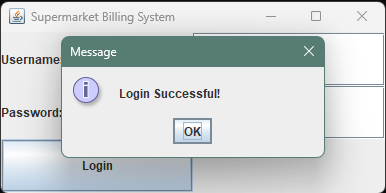 Supermarket Billing System
Message
Username:
Login Successful!
Password:
OK
Login